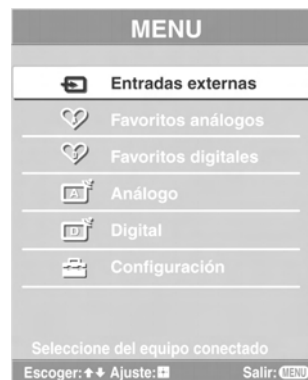 MENU
Entradas externas
Favoritos análogos
Favoritos digitales
A Análogo
D Digital
Configuración
Seleccione del equipo conectado
Escoger: Ajuste: Salir: MENU